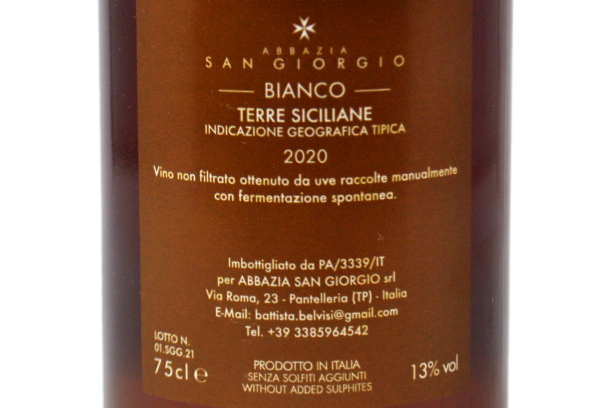 ABBAZIA
SAN GIORGIO
BIANCO
TERRE SICILIANE
INDICAZIONE GEOGRAFICA TIPICA
2020
Vino non filtrato ottenuto da uve raccolte manualmente
con fermentazione spontanea.
Imbottigliato da PA/3339/IT
per ABBAZIA SAN GIORGIO srl
Via Roma, 23 - Pantelleria (TP) - Italia
E-Mail: battista.belvisi@gmail.com
Tel. +39 3385964542
LOTTO N.
01.SGG.21
75cl e
PRODOTTO IN ITALIA
SENZA SOLFITI AGGIUNTI
WITHOUT ADDED SULPHITES
13% vol